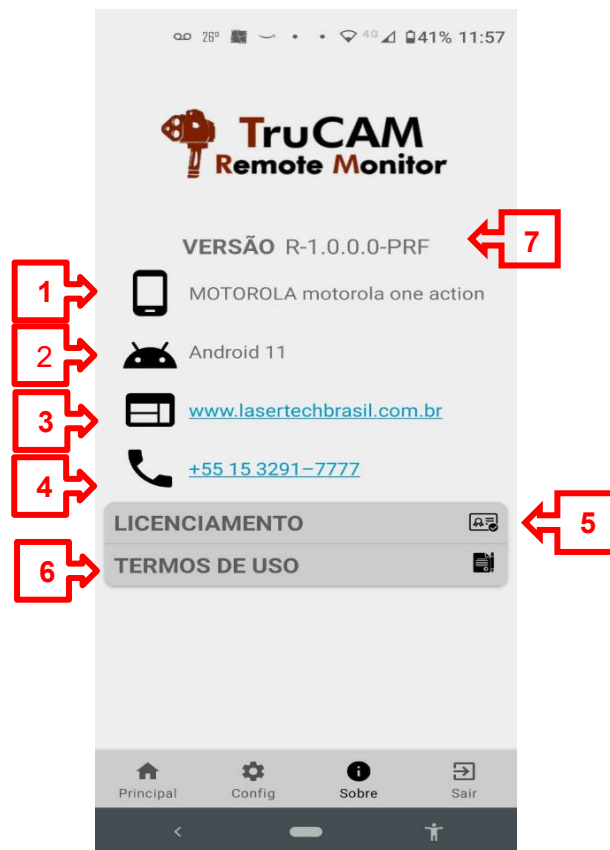 26° 4G 41% 11:57
TruCAM
Remote Monitor
VERSÃO R-1.0.0.0-PRF
7
1
MOTOROLA motorola one action
2
Android 11
3
www.lasertechbrasil.com.br
4
+55 15 3291-7777
LICENCIAMENTO
5
6
TERMOS DE USO
Principal Config Sobre Sair